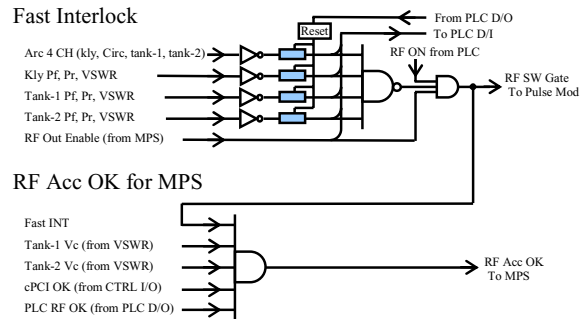 Fast Interlock
From PLC D/O
Reset
To PLC D/I
RF ON from PLC
Arc 4 CH (kly, Circ, tank-1, tank-2)
Kly Pf, Pr, VSWR
Tank-1 Pf, Pr, VSWR
Tank-2 Pf, Pr, VSWR
RF Out Enable (from MPS)
RF SW Gate
To Pulse Mod
RF Acc OK for MPS
Fast INT
Tank-1 Vc (from VSWR)
Tank-2 Vc (from VSWR)
cPCI OK (from CTRL I/O)
PLC RF OK (from PLC D/O)
RF Acc OK
To MPS